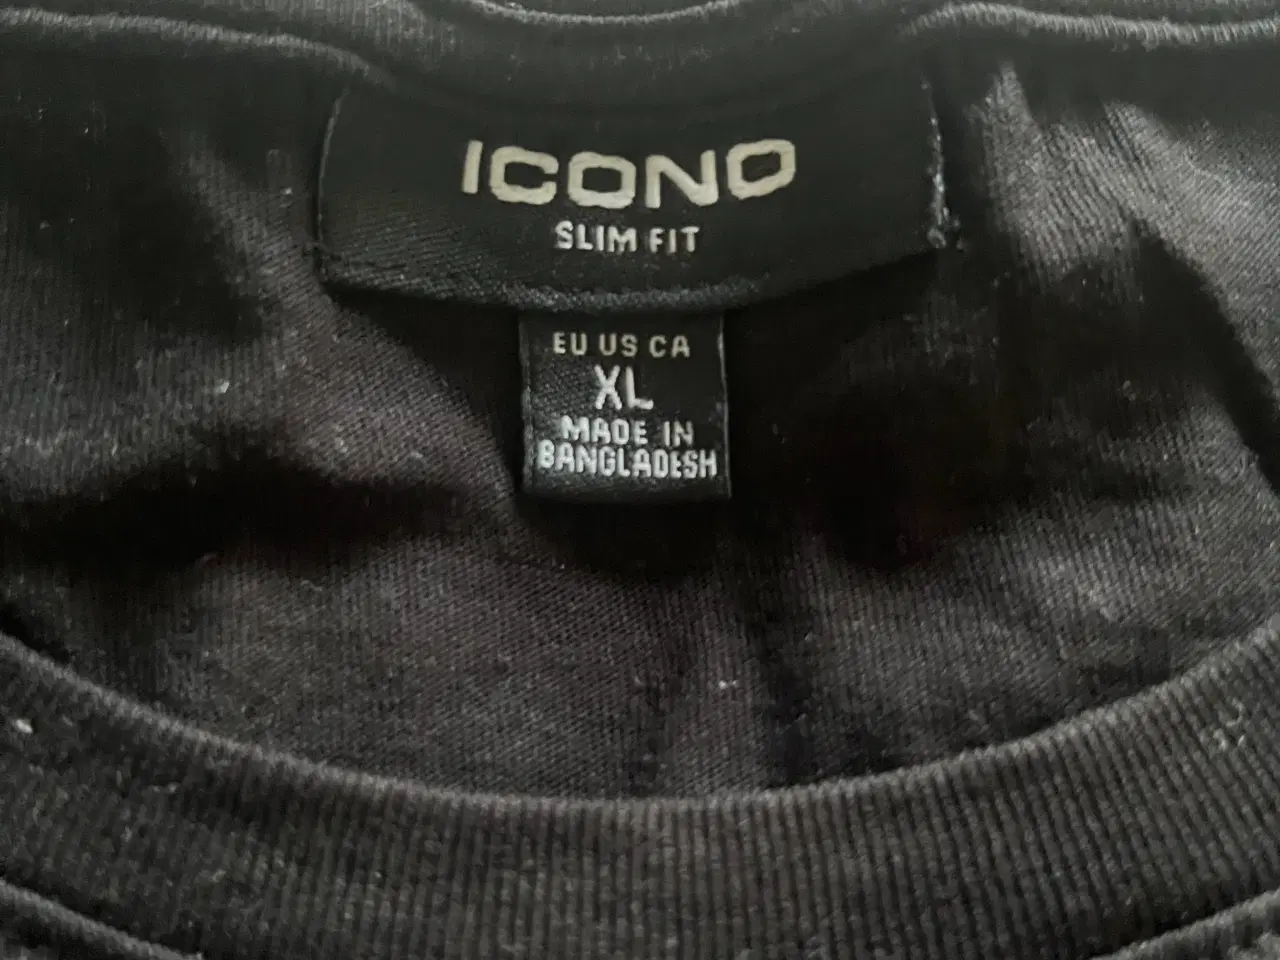 ICONO
SLIM FIT
EU US CA
XL
MADE IN
BANGLADESH